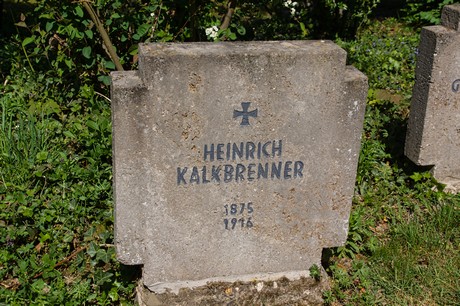 HEINRICH
KALKBRENNER
1875
1916
G